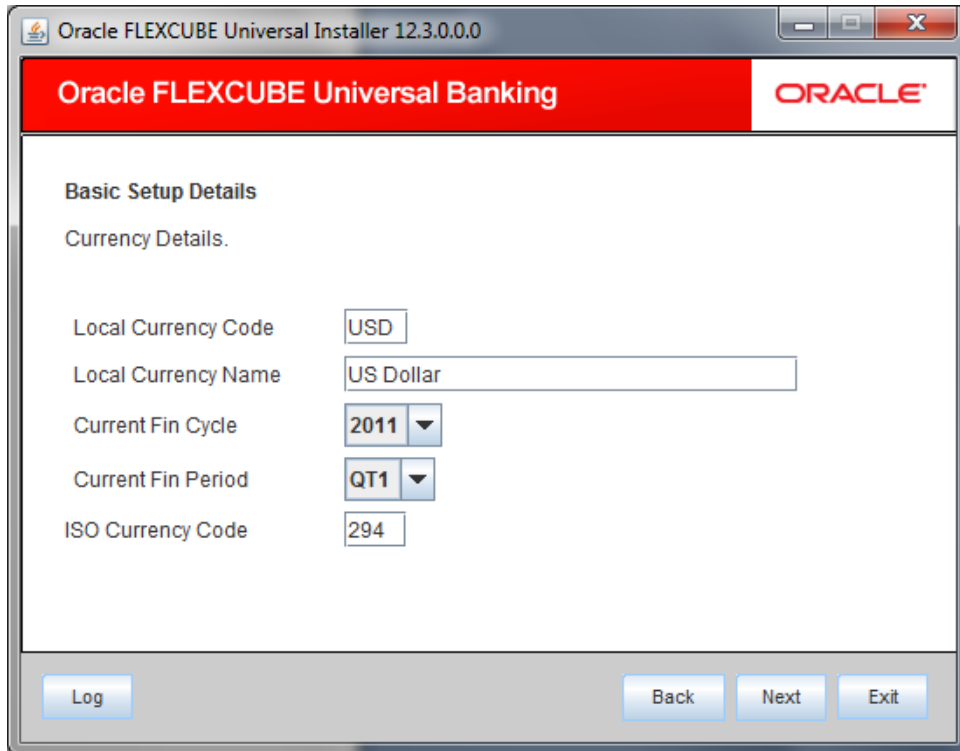 Oracle FLEXCUBE Universal Installer 12.3.0.0.0
Oracle FLEXCUBE Universal Banking
ORACLE
Basic Setup Details
Currency Details.
Local Currency Code USD
Local Currency Name US Dollar
Current Fin Cycle 2011
Current Fin Period QT1
ISO Currency Code 294
Log Back Next Exit